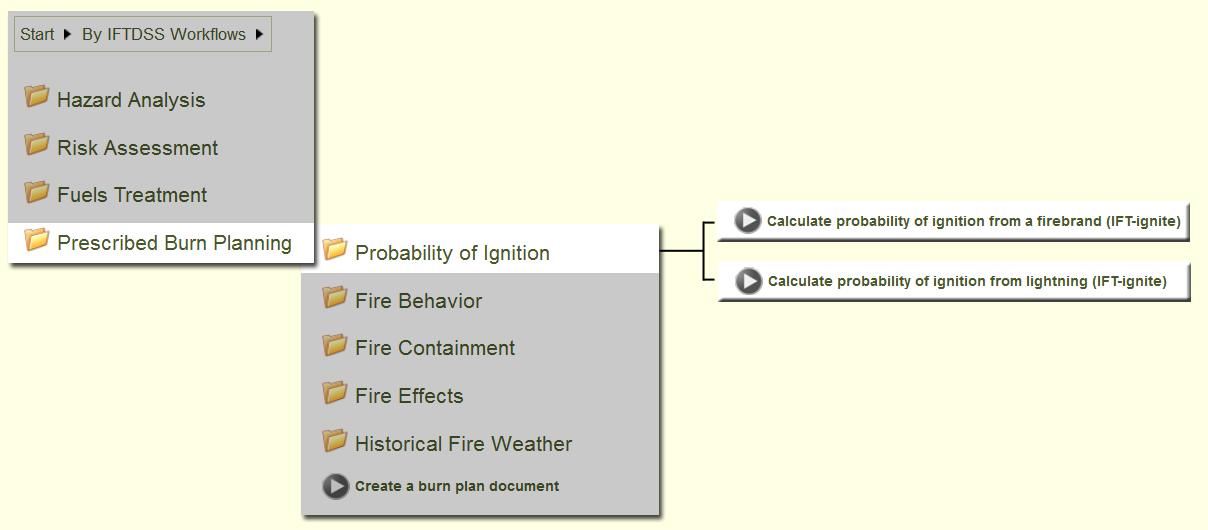 Start By IFTDSS Workflows
Hazard Analysis
Risk Assessment
Fuels Treatment
Prescribed Burn Planning
Probability of Ignition
Fire Behavior
Fire Containment
Fire Effects
Historical Fire Weather
Create a burn plan document
Calculate probability of ignition from a firebrand (IFT-ignite)
Calculate probability of ignition from lightning (IFT-ignite)